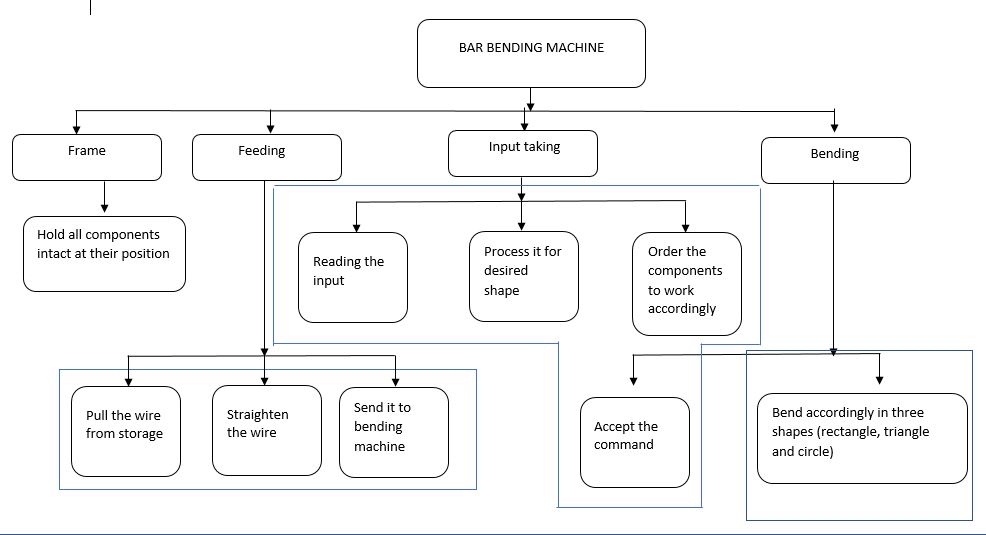 BAR BENDING MACHINE
Frame
Feeding
Input taking
Bending
Hold all components
intact at their position
Reading the
input
Process it for
desired
shape
Order the
components
to work
accordingly
Pull the wire
from storage
Straighten
the wire
Send it to
bending
machine
Accept the
command
Bend accordingly in three
shapes (rectangle, triangle
and circle)